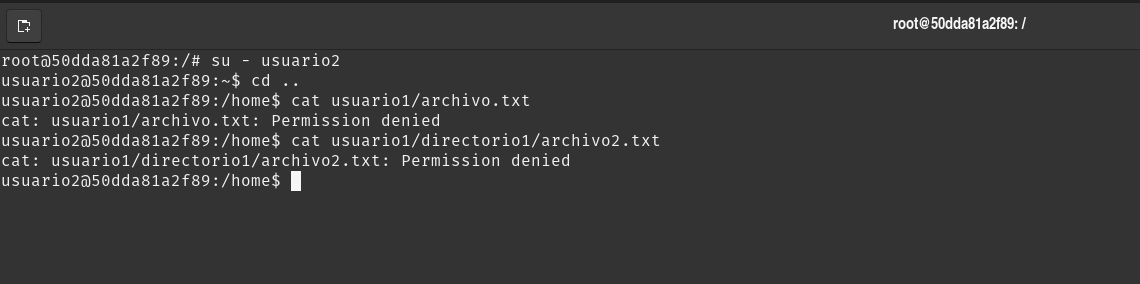 root@50dda81a2f89: /
root@50dda81a2f89:/# su - usuario2
usuario2@50dda81a2f89:~$ cd ..
usuario2@50dda81a2f89:/home$ cat usuario1/archivo.txt
cat: usuario1/archivo.txt: Permission denied
usuario2@50dda81a2f89:/home$ cat usuario1/directorio1/archivo2.txt
cat: usuario1/directorio1/archivo2.txt: Permission denied
usuario2@50dda81a2f89:/home$